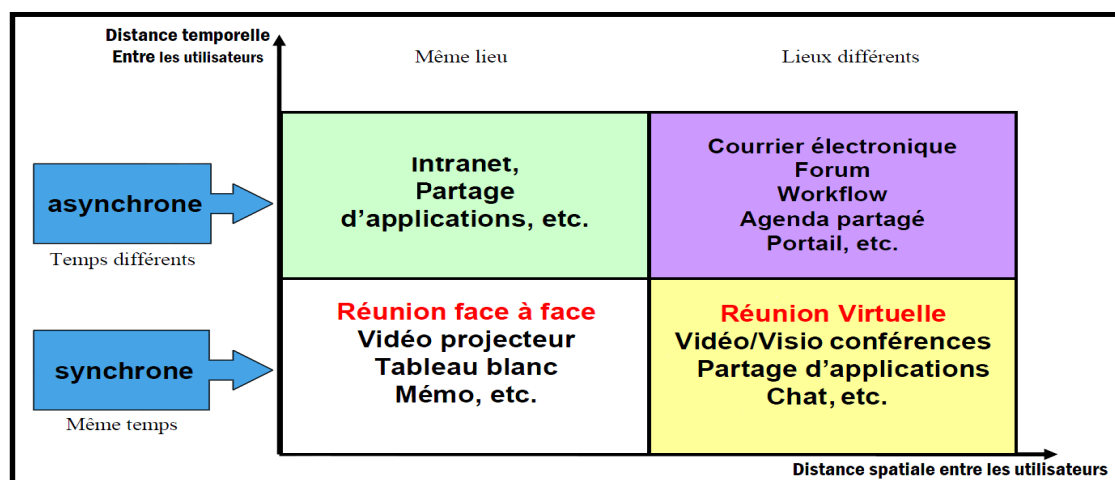 Distance temporelle
Entre les utilisateurs
Même lieu
Lieux différents
asynchrone
Temps différents
Intranet,
Partage
d'applications, etc.
Courrier électronique
Forum
Workflow
Agenda partagé
Portail, etc.
synchrone
Même temps
Réunion face à face
Vidéo projecteur
Tableau blanc
Mémo, etc.
Réunion Virtuelle
Vidéo/Visio conférences
Partage d'applications
Chat, etc.
Distance spatiale entre les utilisateurs